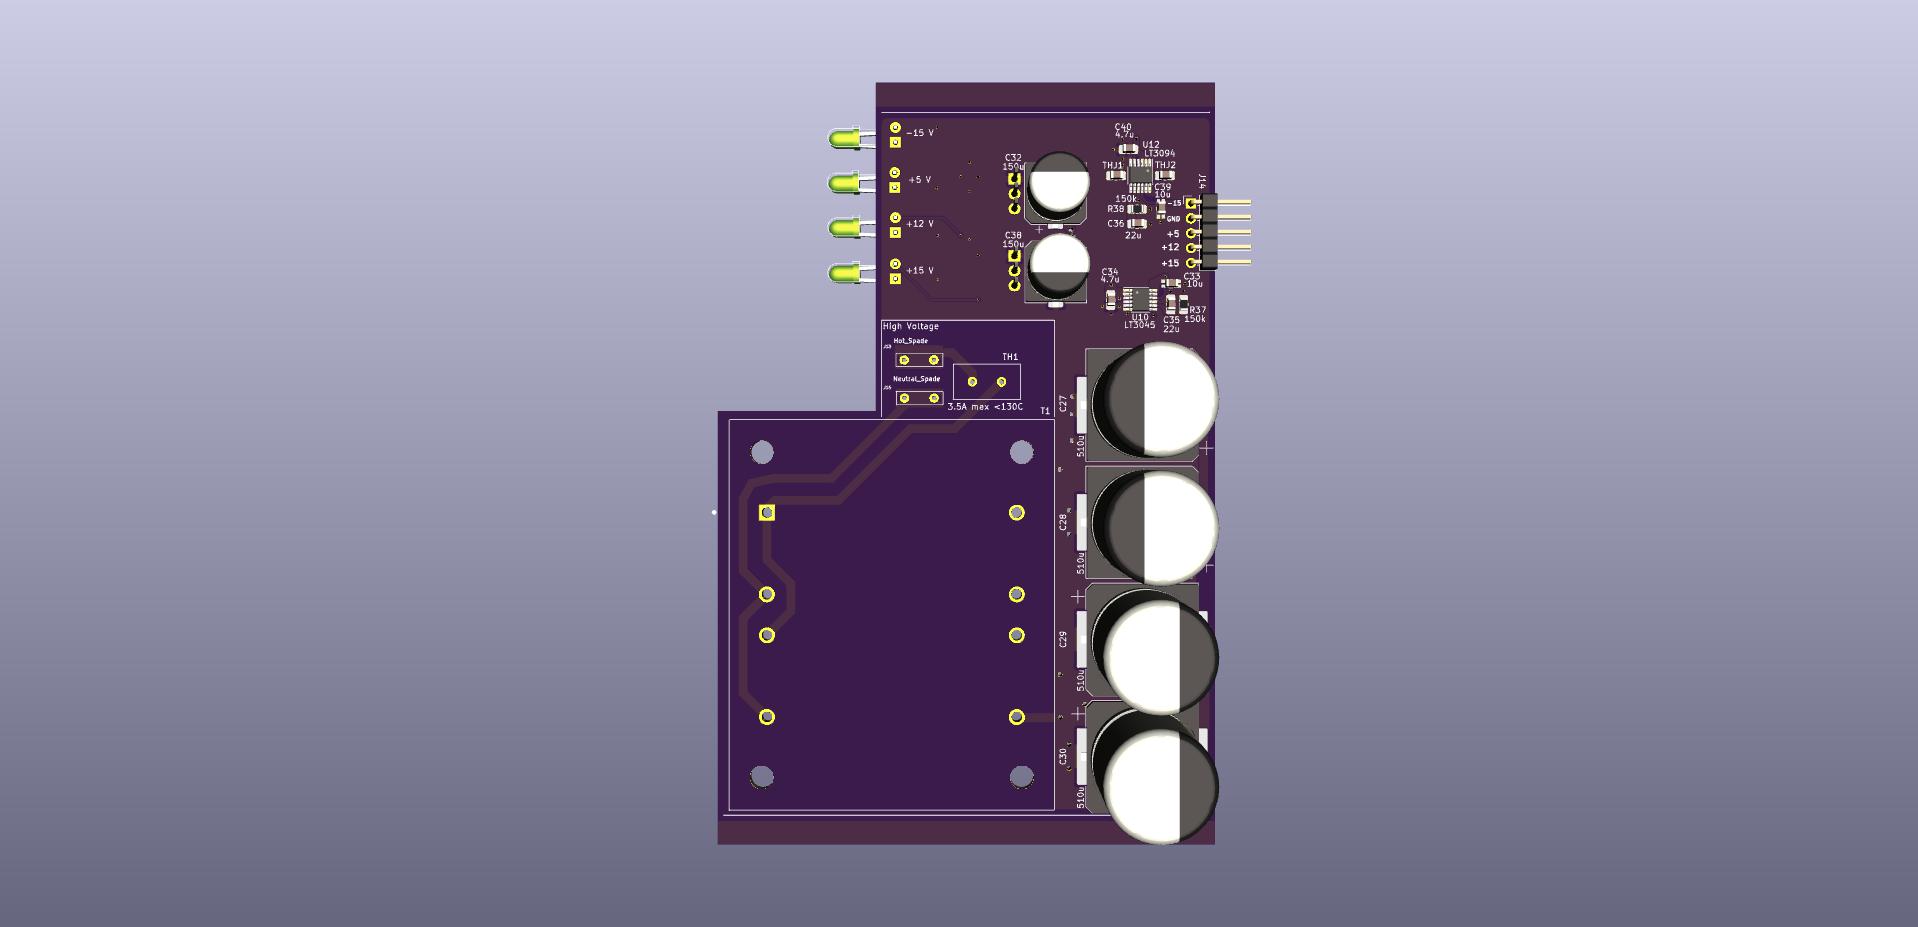 -15 V
+5 V
+12 V
+15 V
C32
150u
C38
150u
C40
4.7u
U12
LT3094
THJ1
THJ2
C39
10u
150k
R38
C36
22u
J14
-15
GND
+5
+12
+15
C34
4.7u
C33
10u
U10
LT3045
R37
150k
C35
22u
High Voltage
Hot_Spade
Neutral_Spade
TH1
3.5A max <130C
T1
C27
510u
C28
510u
C29
510u
C30
510u